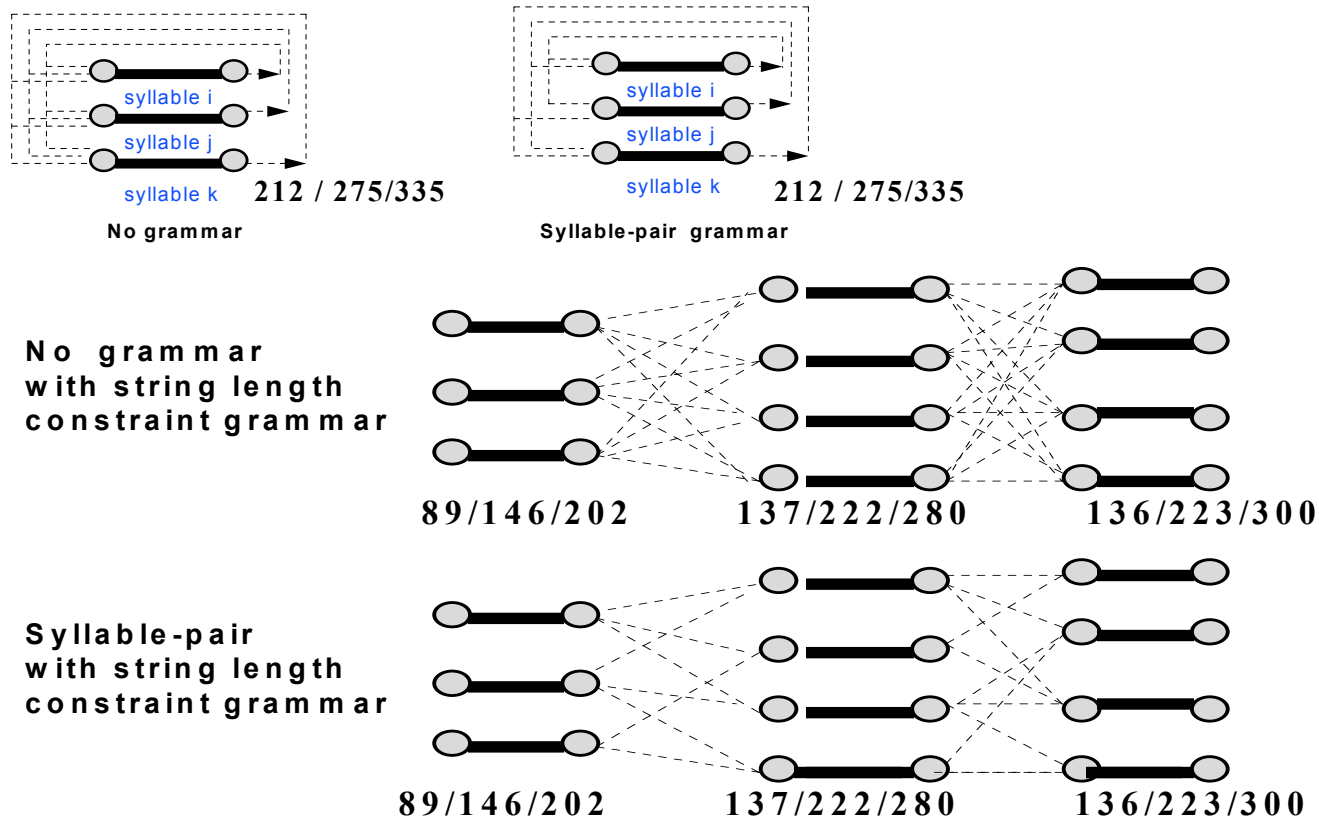 syllable i
syllable j
syllable k
212 / 275/335
No grammar
syllable i
syllable j
syllable k
212 / 275/335
Syllable-pair grammar
No grammar
with string length
constraint grammar
89/146/202
137/222/280
136/223/300
Syllable-pair
with string length
constraint grammar
89/146/202
137/222/280
136/223/300